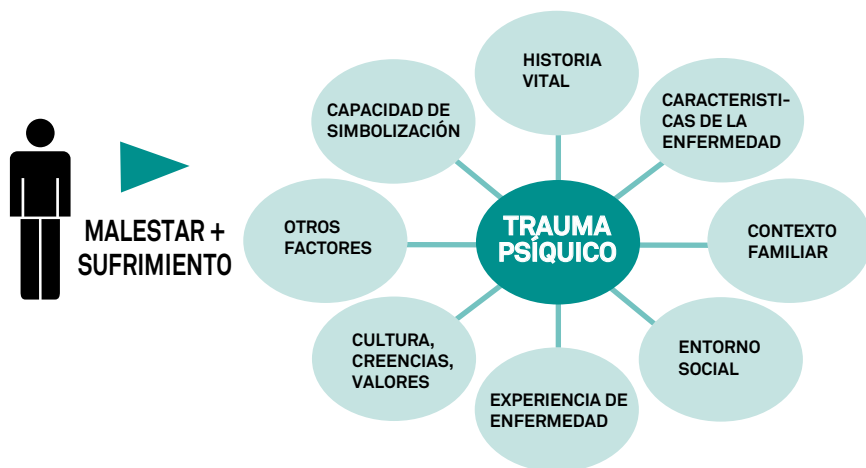 MALESTAR +
SUFRIMIENTO
TRAUMA
PSÍQUICO
HISTORIA
VITAL
CARACTERISTI-
CAS DE LA
ENFERMEDAD
CONTEXTO
FAMILIAR
ENTORNO
SOCIAL
EXPERIENCIA DE
ENFERMEDAD
CULTURA,
CREENCIAS,
VALORES
OTROS
FACTORES
CAPACIDAD DE
SIMBOLIZACIÓN